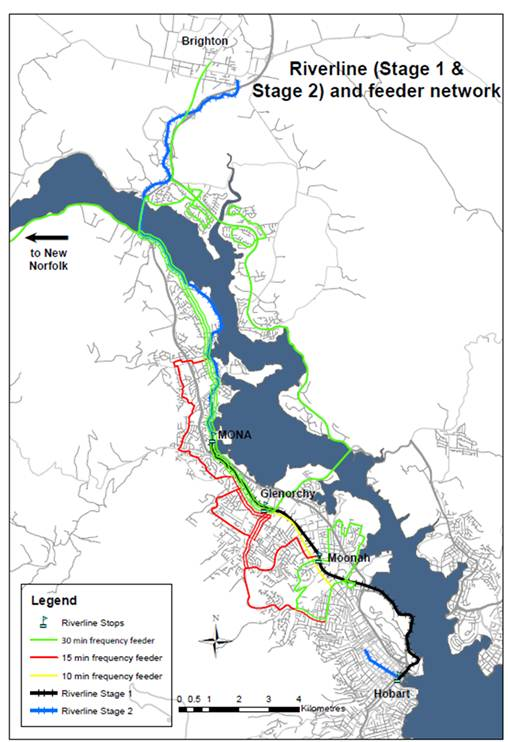 Brighton
Riverline (Stage 1 &
Stage 2) and feeder network
to New
Norfolk
MONA
Glenorchy
Moonah
Legend
Riverline Stops
30 min frequency feeder
15 min frequency feeder
10 min frequency feeder
Riverline Stage 1
Riverline Stage 2
N
0 0.5 1 2 3 4
Kilometres
Hobart